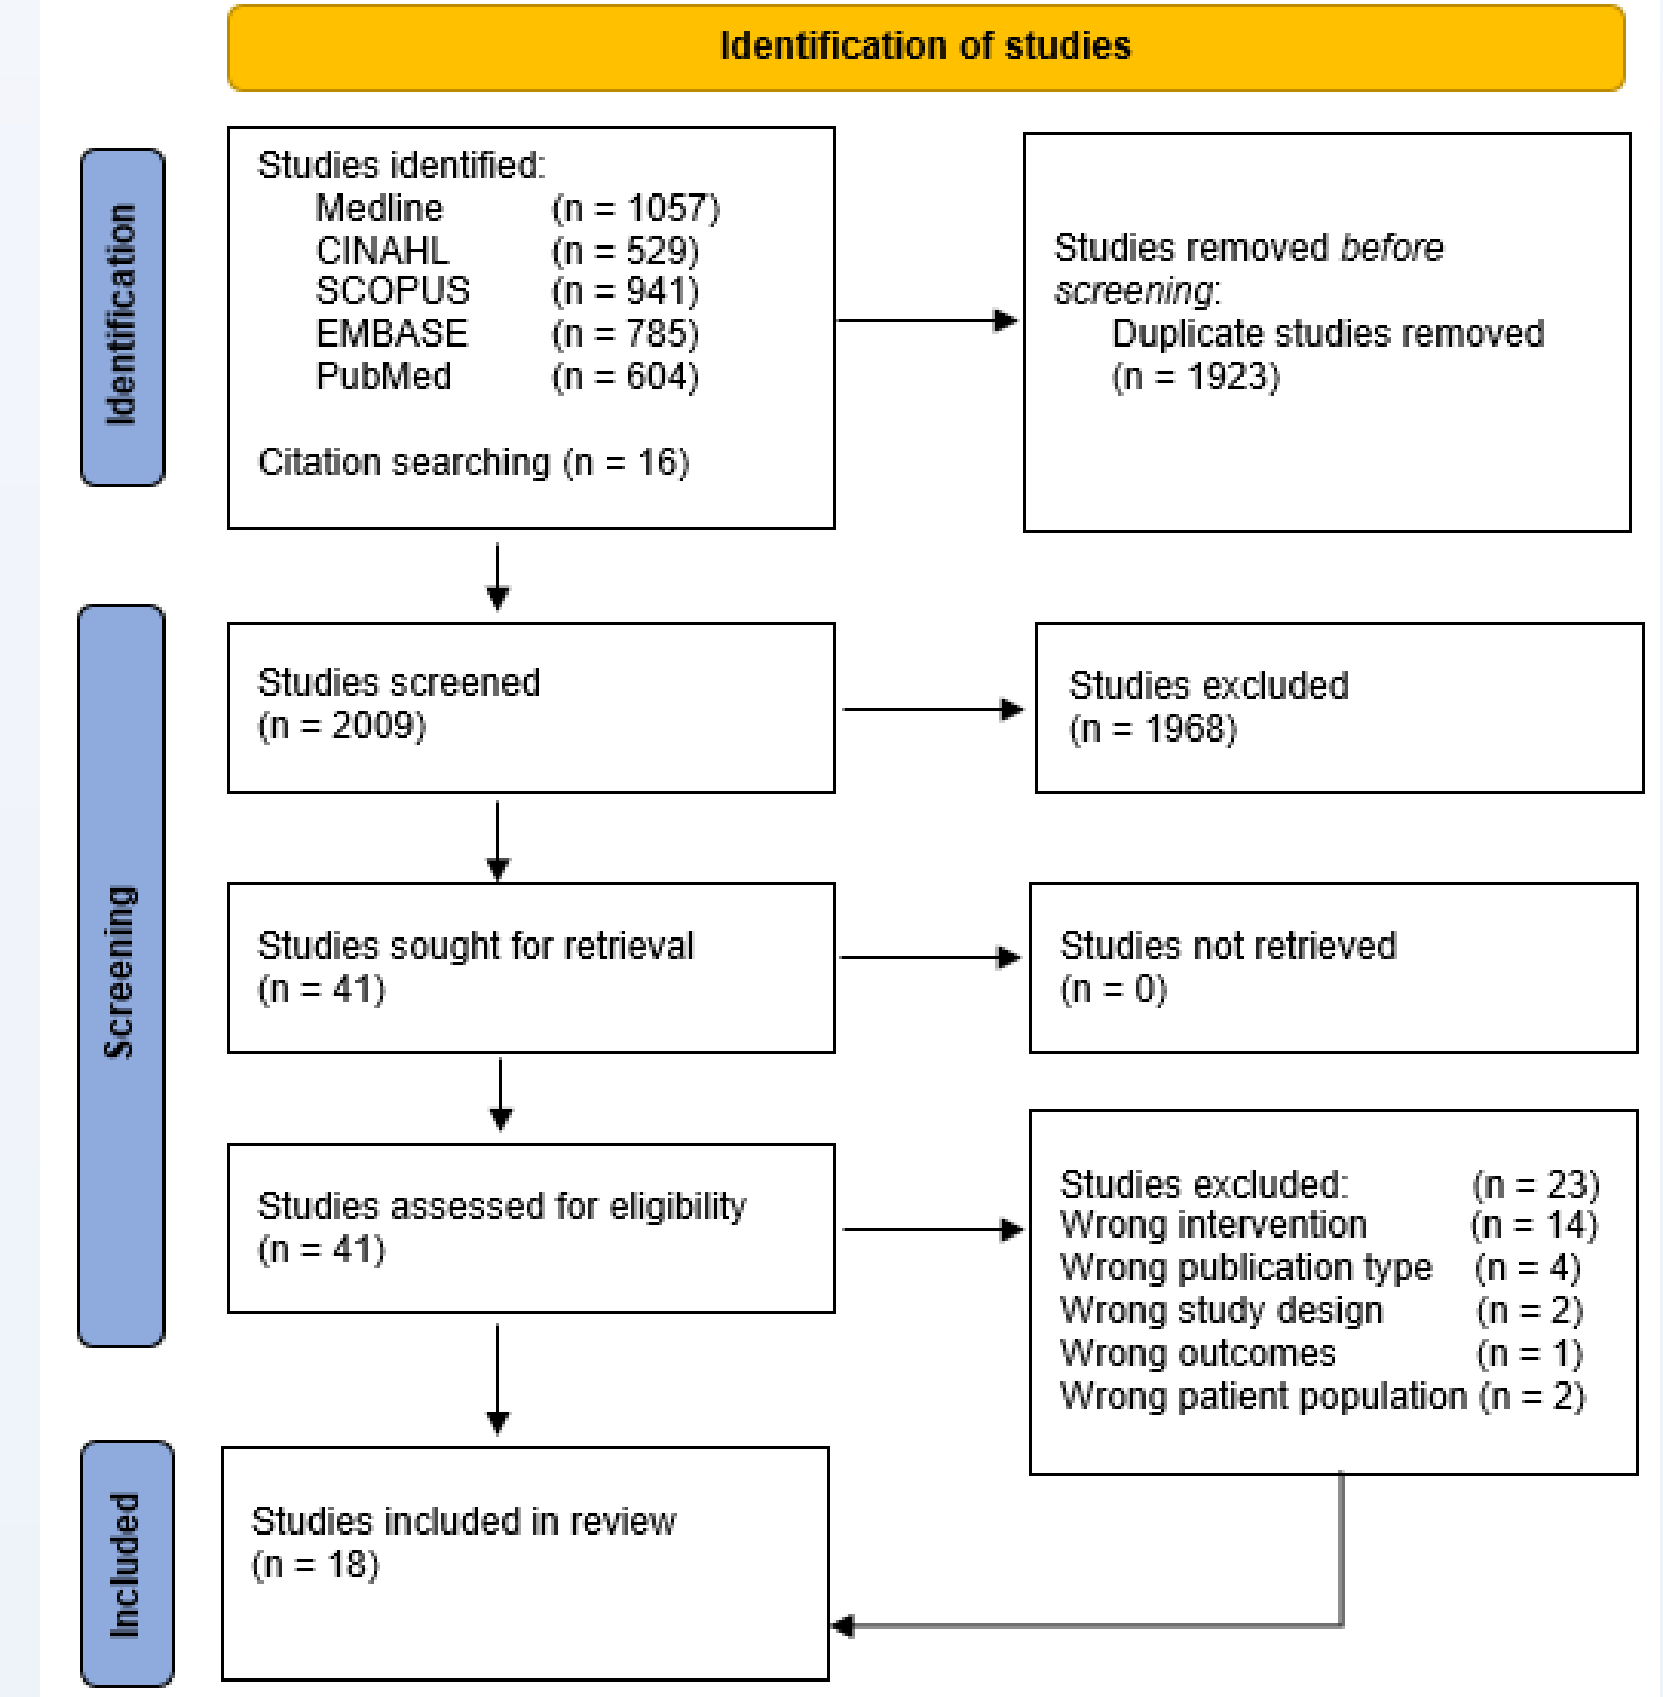 Identification of studies
Identification
Studies identified:
Medline (n = 1057)
CINAHL (n = 529)
SCOPUS (n = 941)
EMBASE (n = 785)
PubMed (n = 604)
Citation searching (n = 16)
Studies removed before
screening:
Duplicate studies removed
(n = 1923)
Screening
Studies screened
(n = 2009)
Studies excluded
(n = 1968)
Studies sought for retrieval
(n = 41)
Studies not retrieved
(n = 0)
Studies assessed for eligibility
(n = 41)
Studies excluded: (n = 23)
Wrong intervention (n = 14)
Wrong publication type (n = 4)
Wrong study design (n = 2)
Wrong outcomes (n = 1)
Wrong patient population (n = 2)
Included
Studies included in review
(n = 18)